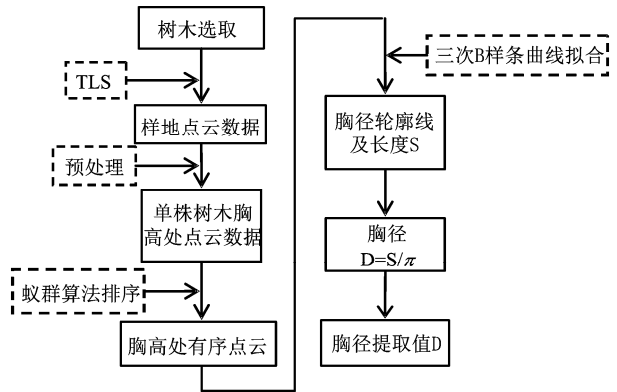 树木选取
TLS
样地点云数据
预处理
单株树木胸
高处点云数据
蚁群算法排序
胸高处有序点云
三次B样条曲线拟合
胸径轮廓线
及长度S
胸径
D=S/π
胸径提取值D